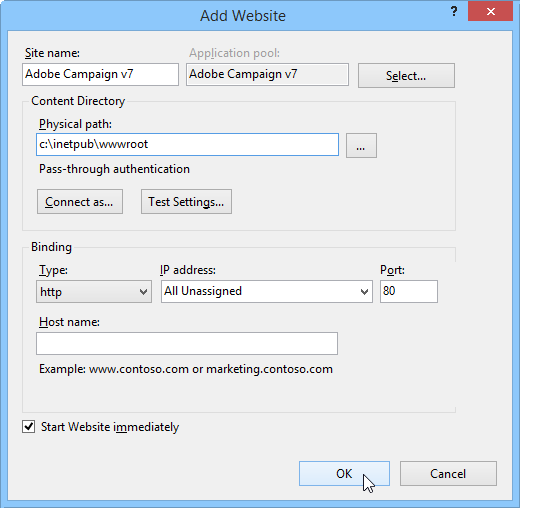 Add Website
?
Site name: Application pool:
Adobe Campaign v7 Adobe Campaign v7 Select...
Content Directory
Physical path:
c:\inetpub\wwwroot ...
Pass-through authentication
Connect as... Test Settings...
Binding
Type: IP address: Port:
http All Unassigned 80
Host name:
Example: www.contoso.com or marketing.contoso.com
Start Website immediately
OK Cancel